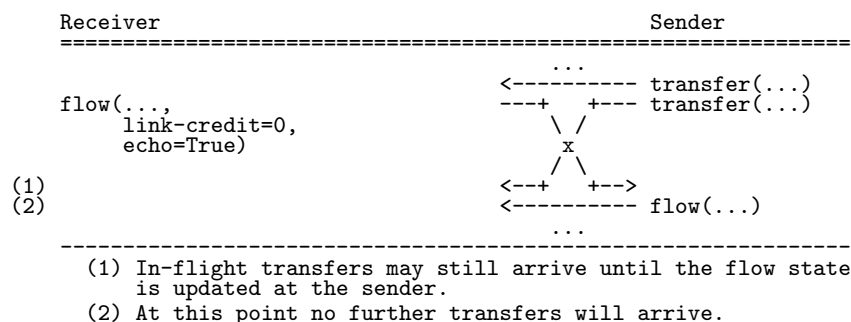 Receiver                                        Sender
================================================================
                                        ...
                                    <----------- transfer(...)
flow(...,                           ---+   +--- transfer(...)
     link-credit=0,                     \ /
     echo=True)                          x
                                        / \
(1)                                 <--+   +-->
(2)                                 <----------- flow(...)
                                        ...
----------------------------------------------------------------
(1) In-flight transfers may still arrive until the flow state
    is updated at the sender.
(2) At this point no further transfers will arrive.